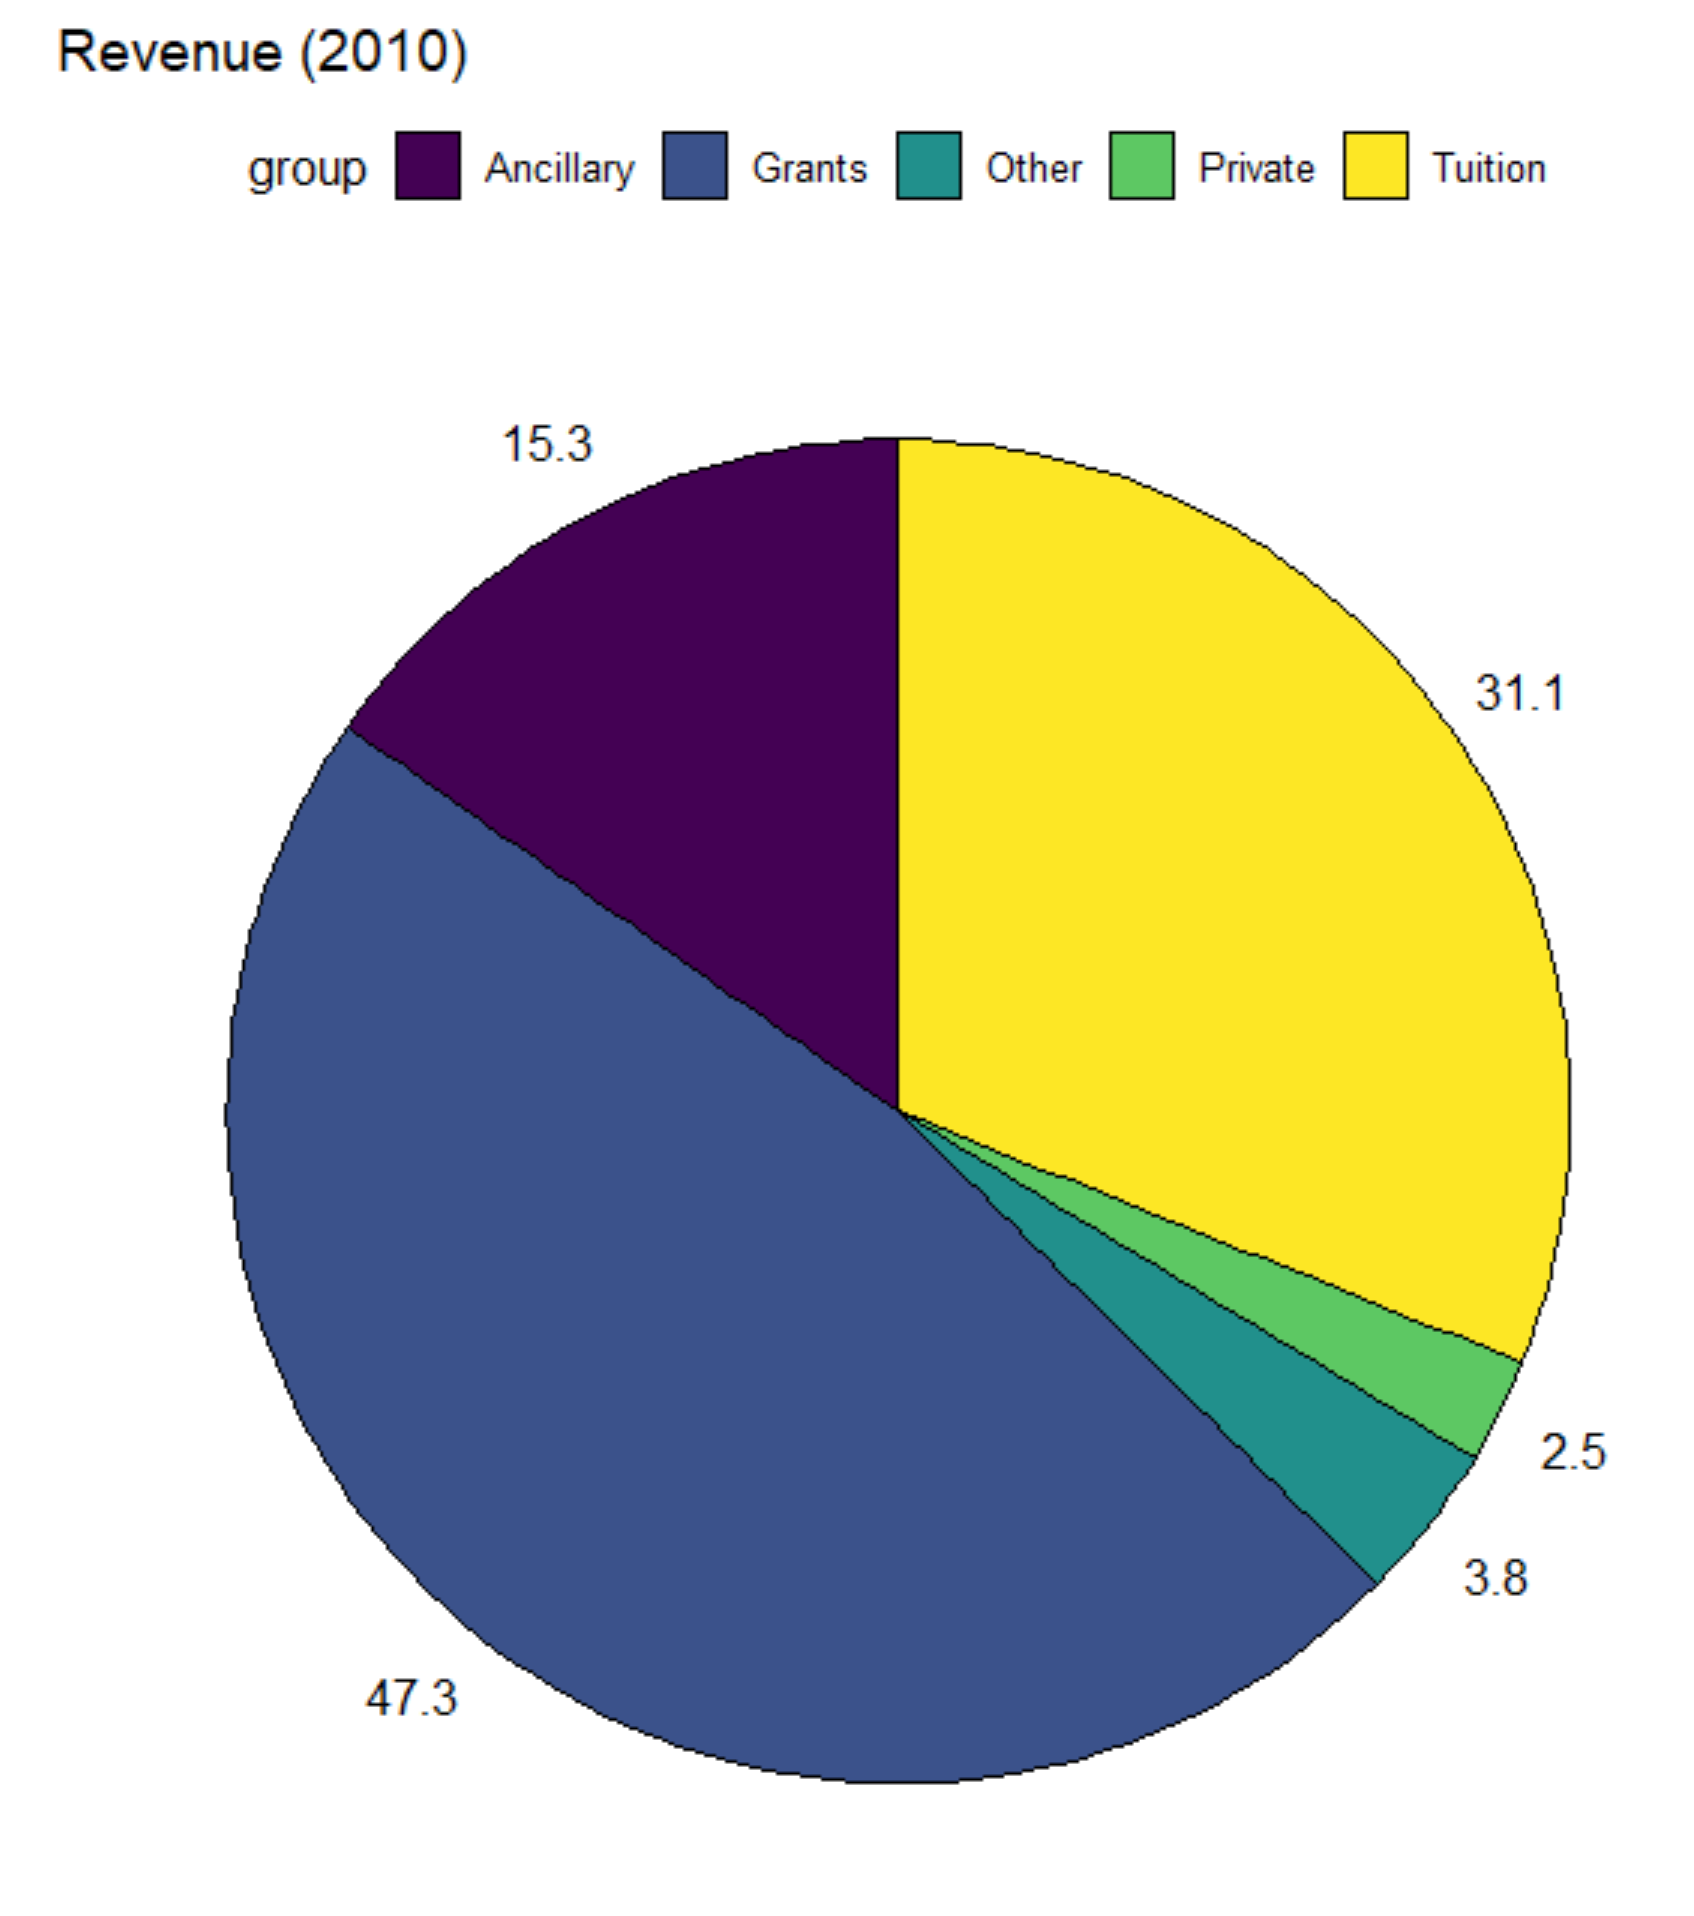 Revenue (2010)
group Ancillary Grants Other Private Tuition
15.3
31.1
2.5
3.8
47.3